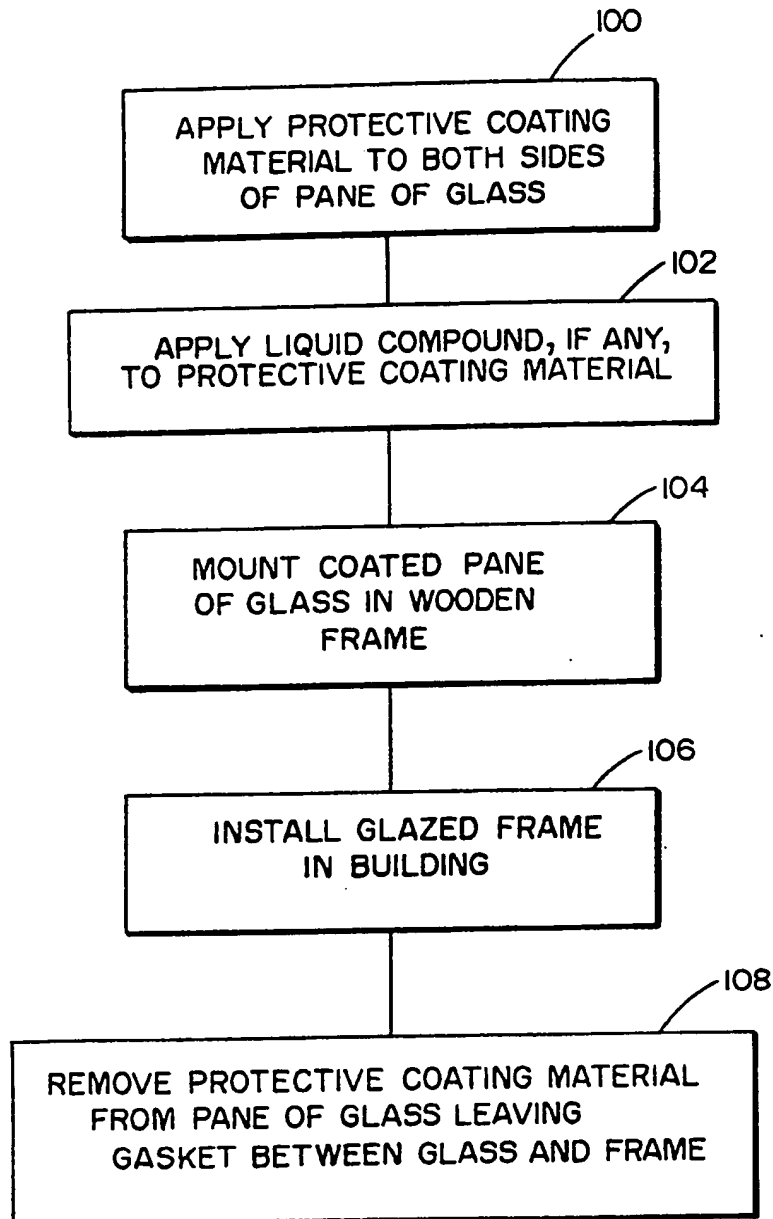 100
APPLY PROTECTIVE COATING
MATERIAL TO BOTH SIDES
OF PANE OF GLASS
102
APPLY LIQUID COMPOUND, IF ANY,
TO PROTECTIVE COATING MATERIAL
104
MOUNT COATED PANE
OF GLASS IN WOODEN
FRAME
106
INSTALL GLAZED FRAME
IN BUILDING
108
REMOVE PROTECTIVE COATING MATERIAL
FROM PANE OF GLASS LEAVING
GASKET BETWEEN GLASS AND FRAME